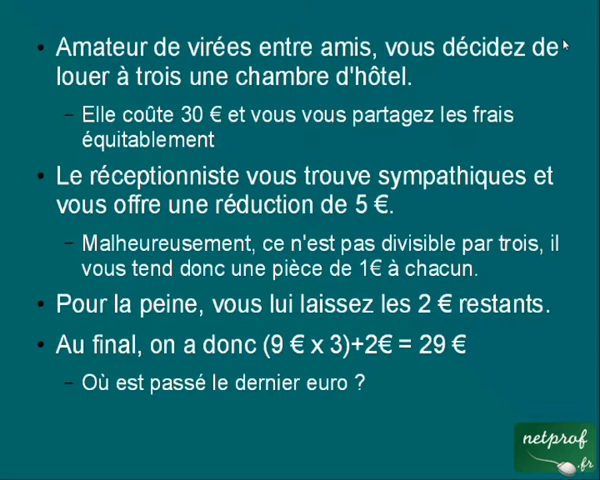 Amateur de virées entre amis, vous décidez de
louer à trois une chambre d'hôtel.
– Elle coûte 30 € et vous vous partagez les frais
équitablement
Le réceptionniste vous trouve sympathiques et
vous offre une réduction de 5 €.
– Malheureusement, ce n'est pas divisible par trois, il
vous tend donc une pièce de 1€ à chacun.
Pour la peine, vous lui laissez les 2 € restants.
Au final, on a donc (9 € x 3)+2€ = 29 €
– Où est passé le dernier euro ?
netprof
.fr